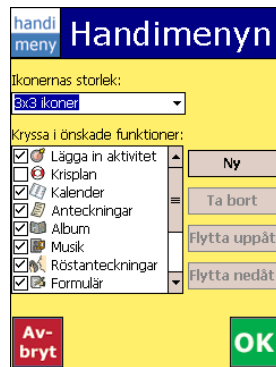 handi
meny
Handimenyn
Ikonernas storlek:
3x3 ikoner
Kryssa i önskade funktioner:
Lägga in aktivitet
Krisplan
Kalender
Anteckningar
Album
Musik
Röstanteckningar
Formulär
Ny
Ta bort
Flytta uppåt
Flytta nedåt
Av-
bryt
OK